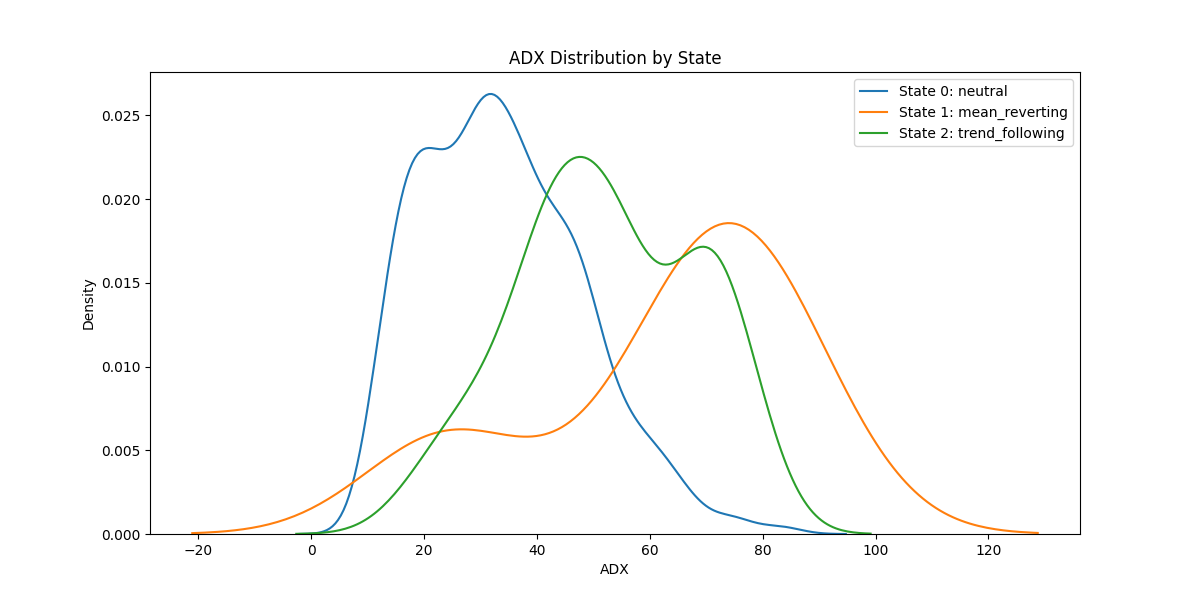 ADX Distribution by State
State 0: neutral
State 1: mean_reverting
State 2: trend_following
Density
0.025
0.020
0.015
0.010
0.005
0.000
−20
0
20
40
60
80
100
120
ADX